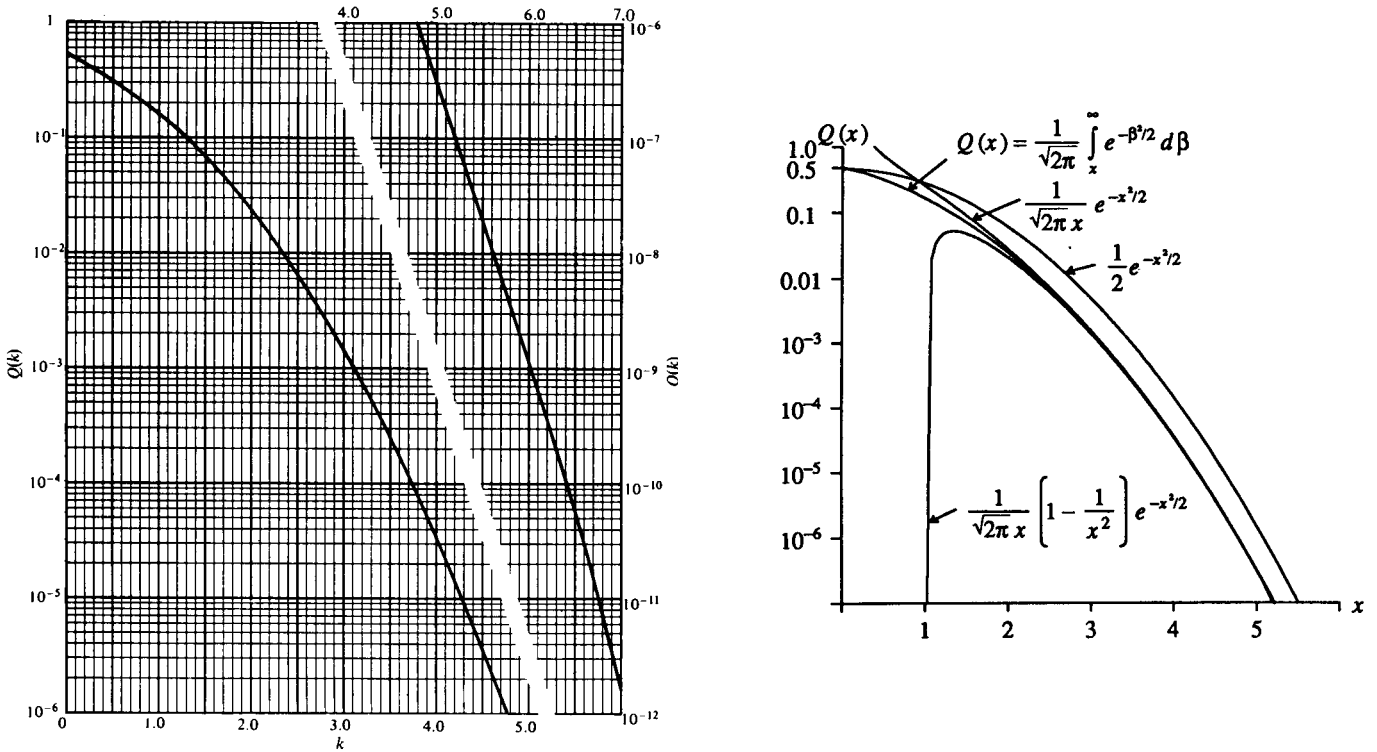 4.0 5.0 6.0 7.0
1
10^-1
10^-2
10^-3
10^-4
10^-5
10^-6
Q(k)
10^-6
10^-7
10^-8
10^-9
10^-10
10^-11
10^-12
Q(k)
0 1.0 2.0 3.0 4.0 5.0
k
Q(x)
1.0
0.5
0.1
0.01
10^-3
10^-4
10^-5
10^-6
Q(x) = 1/√2π ∫_x^∞ e^{-β²/2} dβ
1/(√2π x) e^{-x²/2}
1/2 e^{-x²/2}
1/(√2π x) [1 - 1/x²] e^{-x²/2}
1 2 3 4 5 x